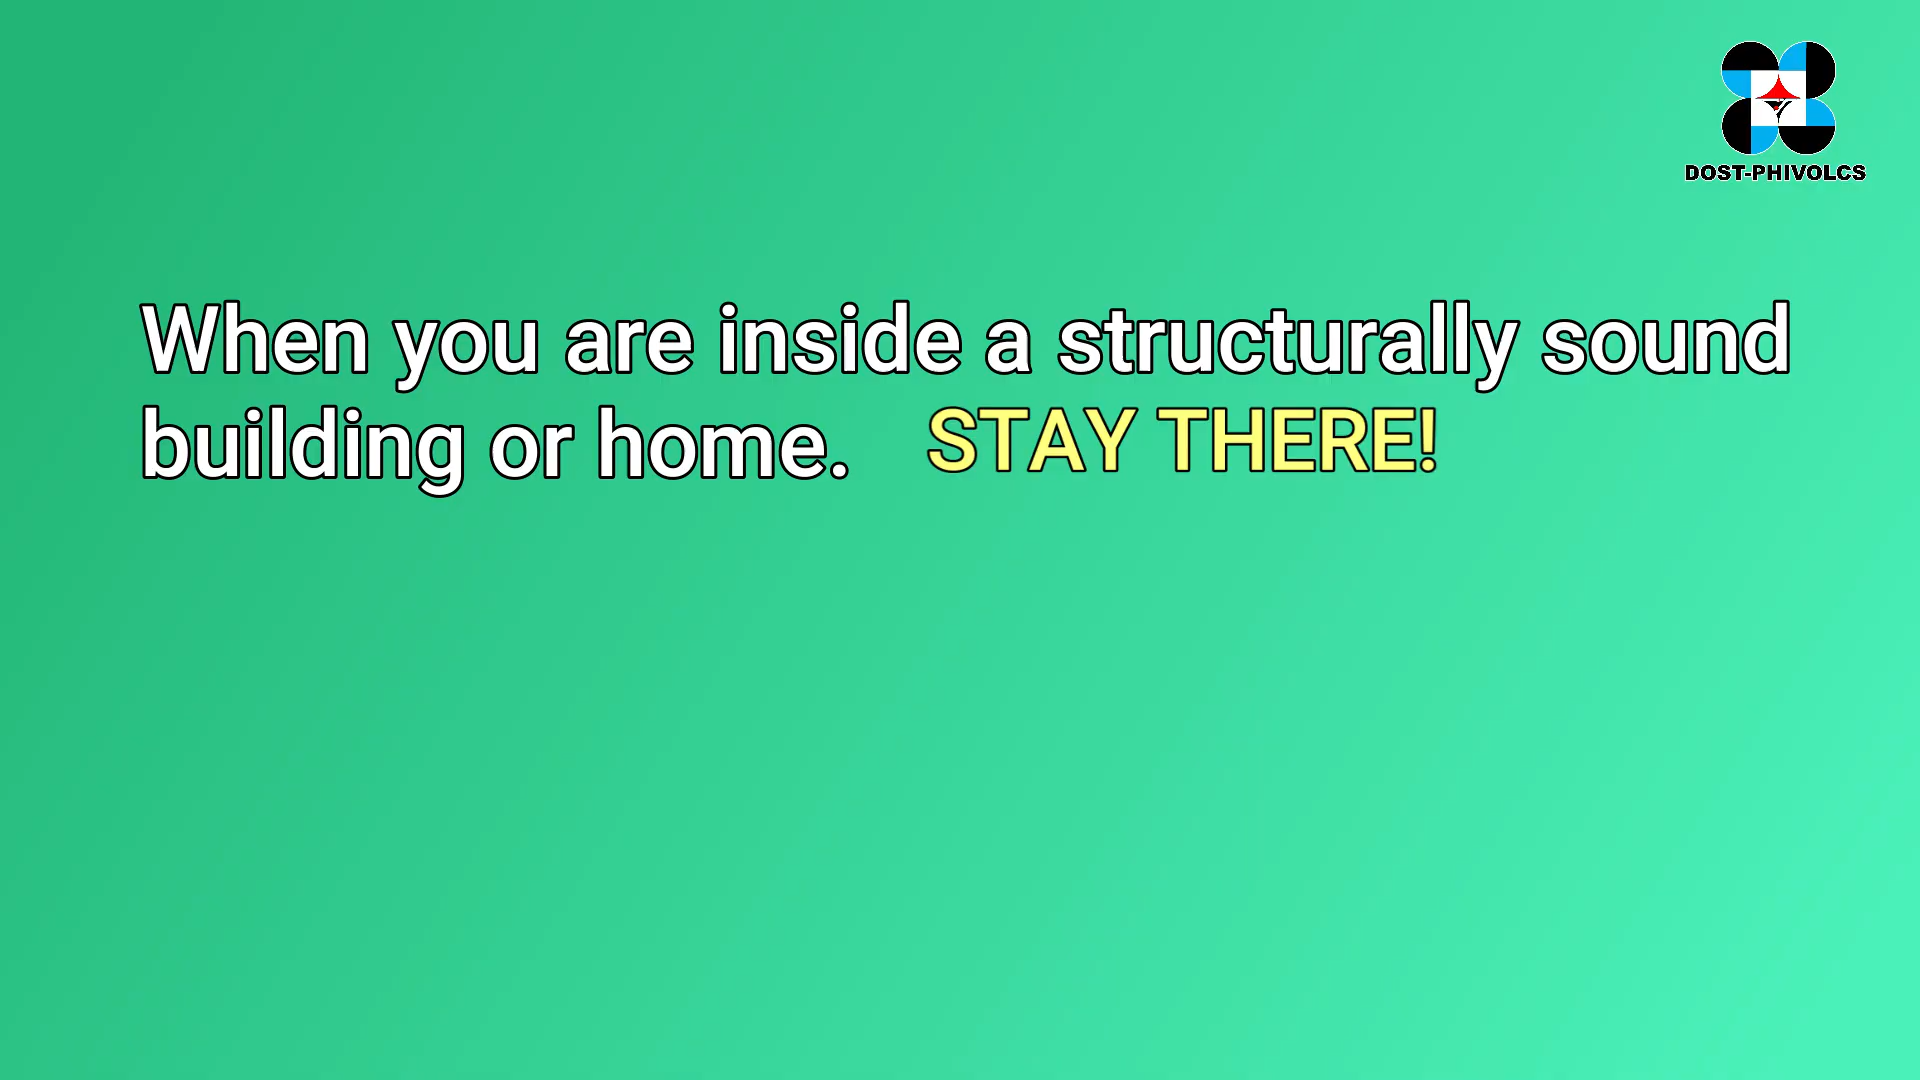 DOST-PHIVOLCS
When you are inside a structurally sound
building or home. STAY THERE!